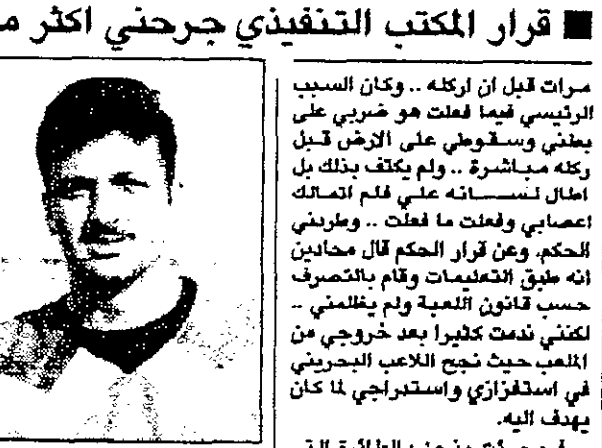 ■ قرار المكتب التنفيذي جرحني اكثر
مرات قبل ان اركله .. وكان السبب
الرئيسي فيما فعلت هو ضربي على
بطني وسقوطي على الارض قبل
ركله مباشرة .. ولم يكتف بذلك بل
اطال لسانه علي فلم اتمالك
اعصابي وفعلت ما فعلت .. وطردني
الحكم. وعن قرار الحكم قال محادين
انه طبق التعليمات وقام بالتصرف
حسب قانون اللعبة ولم يظلمني ..
لكنني ندمت كثيرا بعد خروجي من
الملعب حيث نجح اللاعب البحريني
في استفزازي واستدراجي لما كان
يهدف اليه.